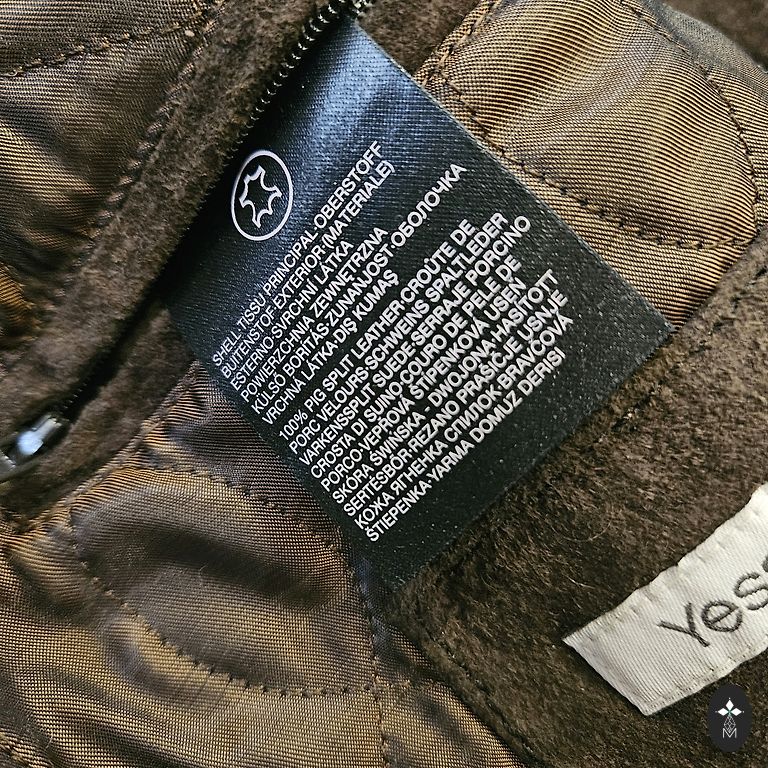 SHELL·TISSU PRINCIPAL·OBERSTOFF
BUITENSTOF EXTERIOR:(MATERIALE)
ESTERNO·SVRCHNI LÁTKA
POWIERZCHNIA ZEWNĘTRZNA
KÜLSŐ BORÍTÁS·ZUNANJOST·ОБОЛОЧКА
VRCHNÁ LÁTKA·DIŞ KUMAŞ
100% PIG SPLIT LEATHER·CROÛTE DE
PORC VELOURS·SCHWEINS SPALTLEDER
VARKENSSPLIT SUEDE·SERRAJE PORCINO
CROSTA DI SUINO·COURO DE PELE DE
PORCO·VEPŘOVÁ ŠTÍPENKOVÁ USEŇ
SKÓRA ŚWIŃSKA - DWOJONA·HASÍTOTT
SERTÉSBŐR·REZANO PRAŠIČJE USNJE
КОЖА ЯГНЕНКА СПИЛОК·BRAVČOVÁ
ŠTIEPENKA·YARMA DOMUZ DERİSİ
Yess
M